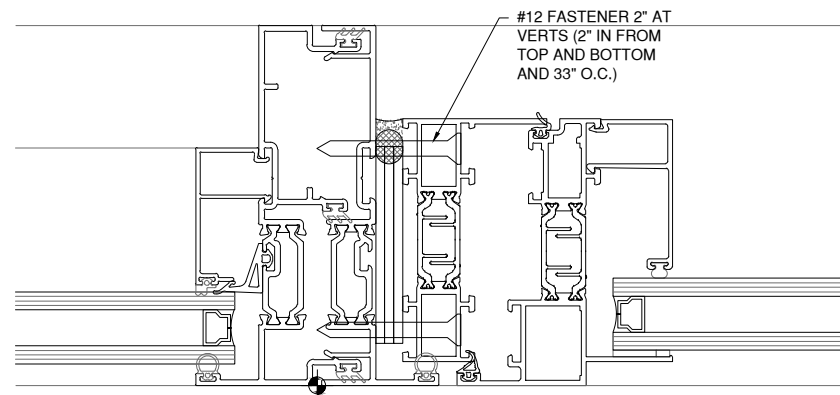 #12 FASTENER 2" AT
VERTS (2" IN FROM
TOP AND BOTTOM
AND 33" O.C.)